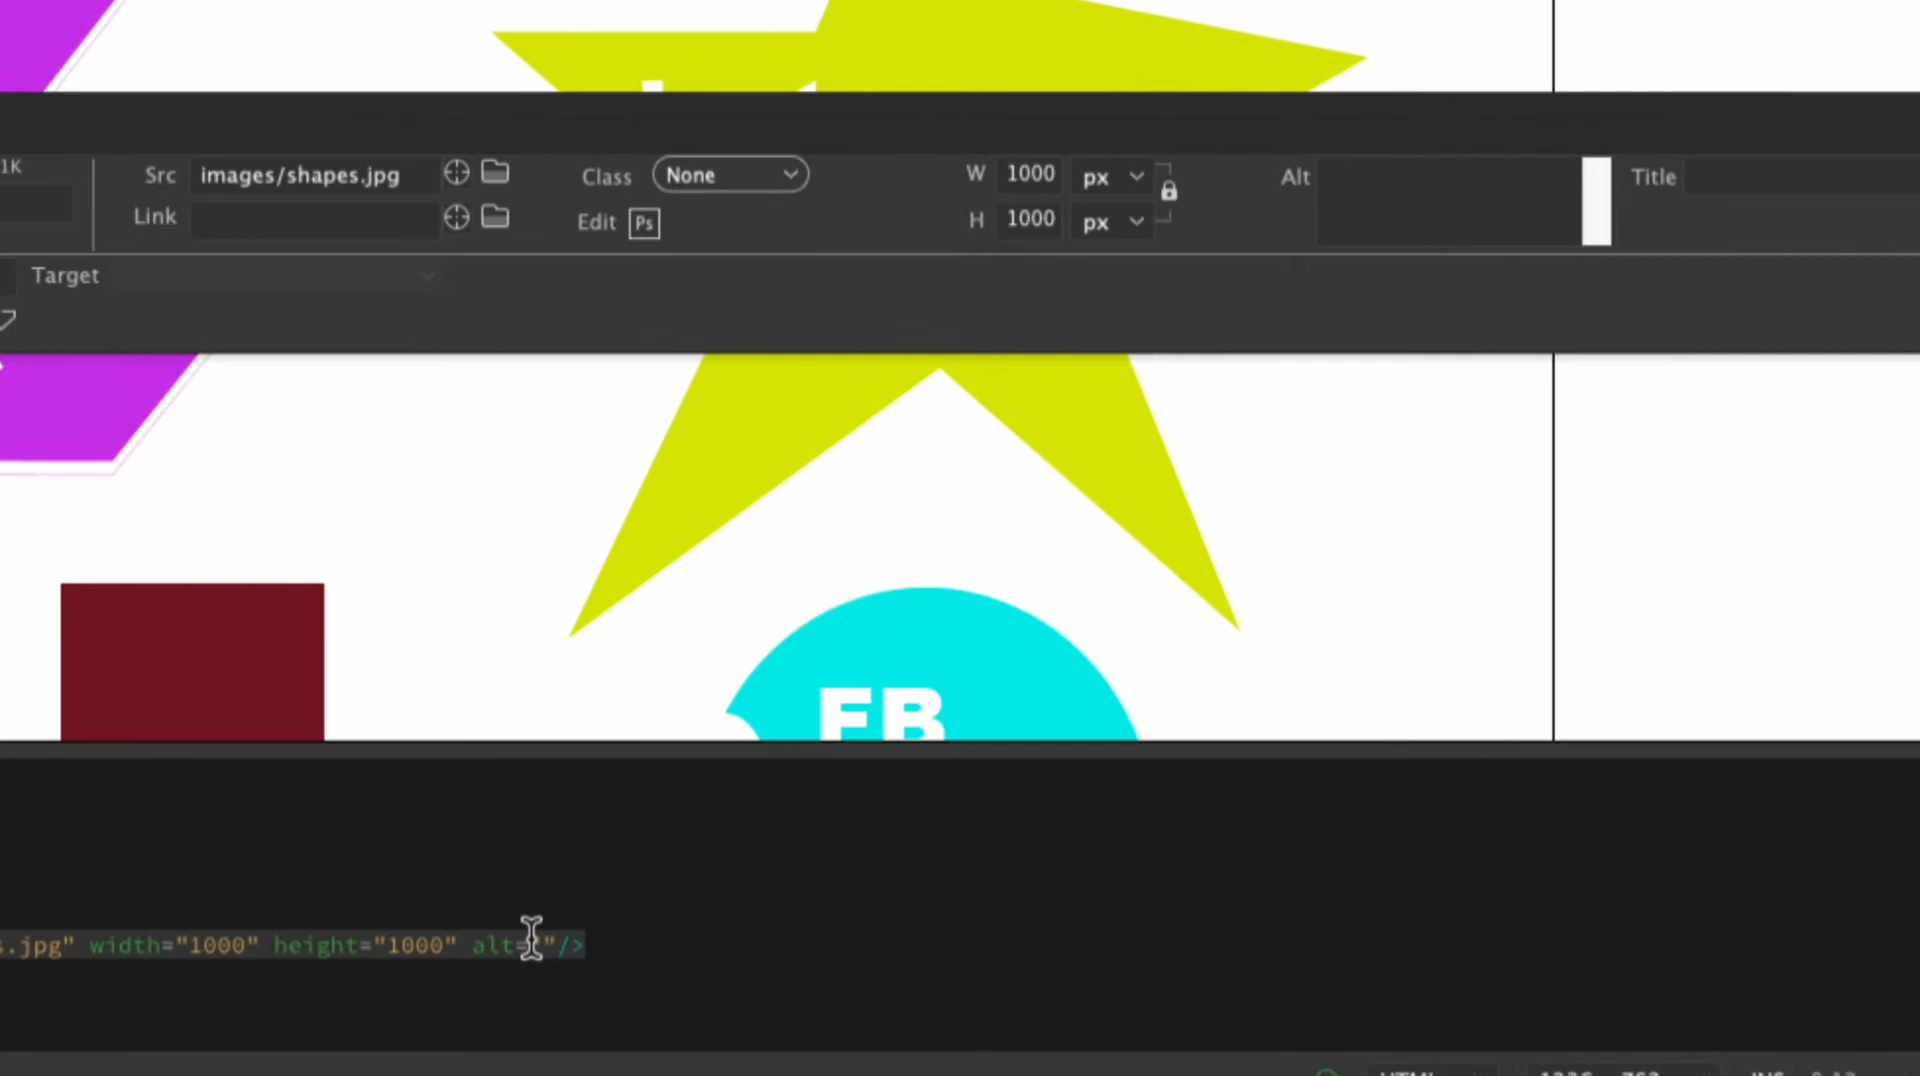 1K
Src images/shapes.jpg Class None W 1000 px Alt Title
Link Edit Ps H 1000 px
Target
EB
s.jpg" width="1000" height="1000" alt=""/>